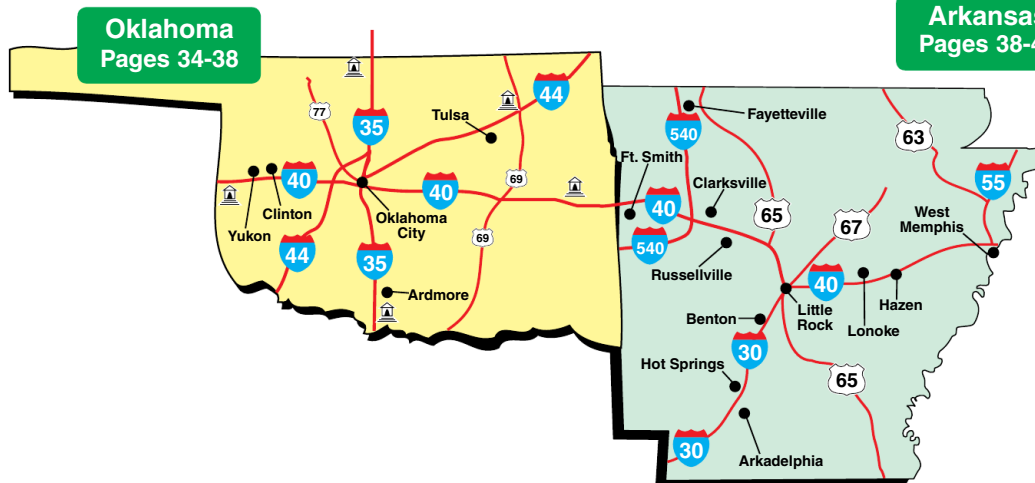 Oklahoma
Pages 34-38
Arkansas
Pages 38-4
44
77
35
Tulsa
540
Fayetteville
63
Ft. Smith
69
40
40
Clarksville
55
Clinton
Oklahoma
City
40
65
67
West
Memphis
Yukon
69
540
44
35
Russellville
40
Ardmore
Little
Rock
Hazen
Benton
Lonoke
30
Hot Springs
65
30
Arkadelphia